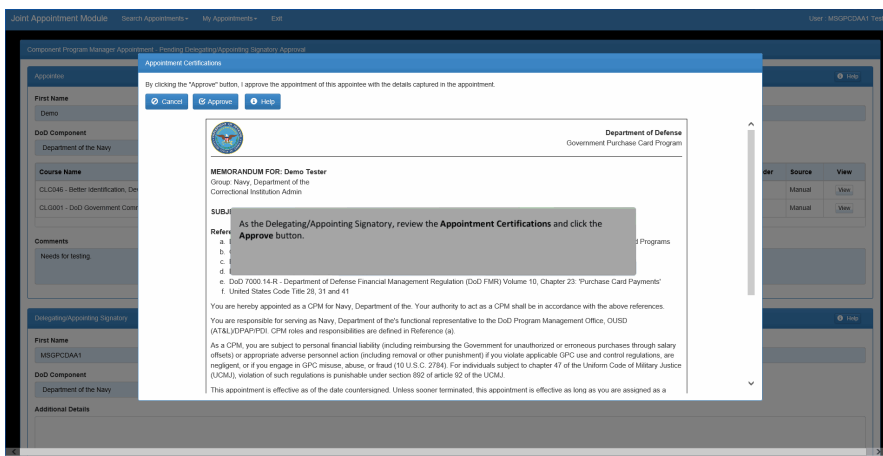 Joint Appointment Module Search Appointments My Appointments Exit User : MSGPCDAA1 Test
Component Program Manager Appointment - Pending Delegating/Appointing Signatory Approval
Appointment Certifications
Appointee Help
By clicking the "Approve" button, I approve the appointment of this appointee with the details captured in the appointment.
Cancel Approve Help
First Name
Demo
DoD Component
Department of the Navy
Department of Defense
Government Purchase Card Program
MEMORANDUM FOR: Demo Tester
Group: Navy, Department of the
Correctional Institution Admin
Course Name Source View
CLC046 - Better Identification, Manual View
CLG001 - DoD Government Manual View
SUBJ
As the Delegating/Appointing Signatory, review the Appointment Certifications and click the
Approve button.
Refere
a. d Programs
b.
c.
d.
e. DoD 7000.14-R - Department of Defense Financial Management Regulation (DoD FMR) Volume 10, Chapter 23: 'Purchase Card Payments'
f. United States Code Title 28, 31 and 41
Comments
Needs for testing.
You are hereby appointed as a CPM for Navy, Department of the. Your authority to act as a CPM shall be in accordance with the above references.
You are responsible for serving as Navy, Department of the's functional representative to the DoD Program Management Office, OUSD
(AT&L)/DPAP/PDI. CPM roles and responsibilities are defined in Reference (a).
As a CPM, you are subject to personal financial liability (including reimbursing the Government for unauthorized or erroneous purchases through salary
offsets) or appropriate adverse personnel action (including removal or other punishment) if you violate applicable GPC use and control regulations, are
negligent, or if you engage in GPC misuse, abuse, or fraud (10 U.S.C. 2784). For individuals subject to chapter 47 of the Uniform Code of Military Justice
(UCMJ), violation of such regulations is punishable under section 892 of article 92 of the UCMJ.
This appointment is effective as of the date countersigned. Unless sooner terminated, this appointment is effective as long as you are assigned as a
Delegating/Appointing Signatory Help
First Name
MSGPCDAA1
DoD Component
Department of the Navy
Additional Details